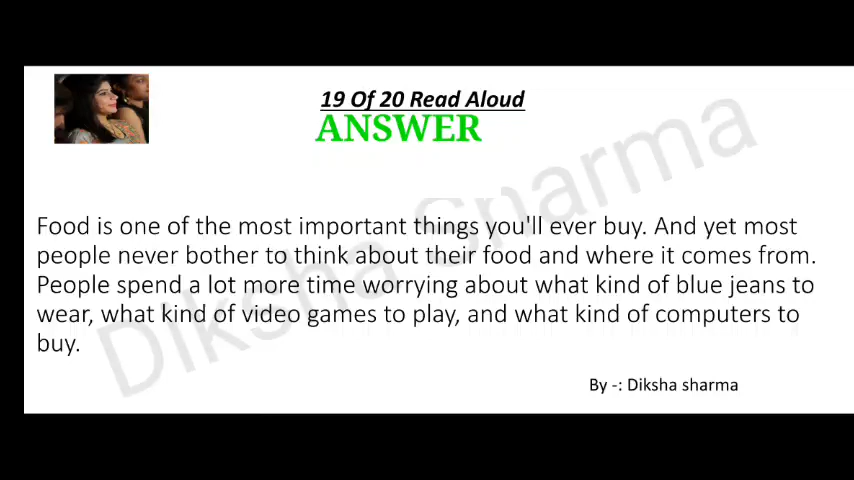 19 Of 20 Read Aloud
ANSWER
Food is one of the most important things you'll ever buy. And yet most
people never bother to think about their food and where it comes from.
People spend a lot more time worrying about what kind of blue jeans to
wear, what kind of video games to play, and what kind of computers to
buy.
By -: Diksha sharma
Diksha Sharma